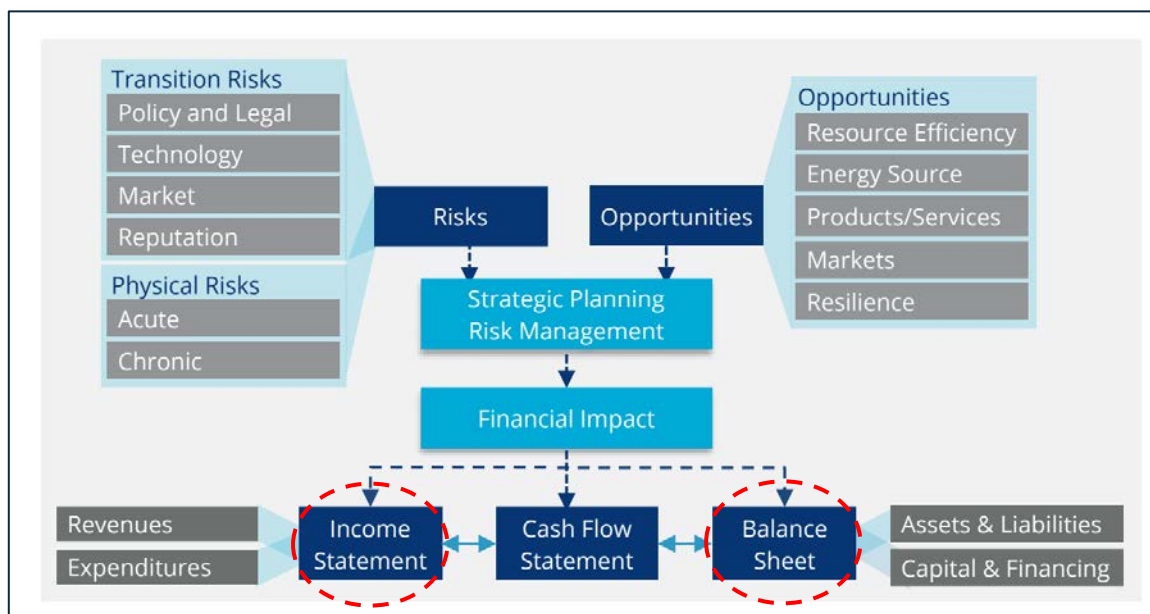 Transition Risks
Policy and Legal
Technology
Market
Reputation
Physical Risks
Acute
Chronic
Risks
Opportunities
Opportunities
Resource Efficiency
Energy Source
Products/Services
Markets
Resilience
Strategic Planning
Risk Management
Financial Impact
Revenues
Expenditures
Income
Statement
Cash Flow
Statement
Balance
Sheet
Assets & Liabilities
Capital & Financing